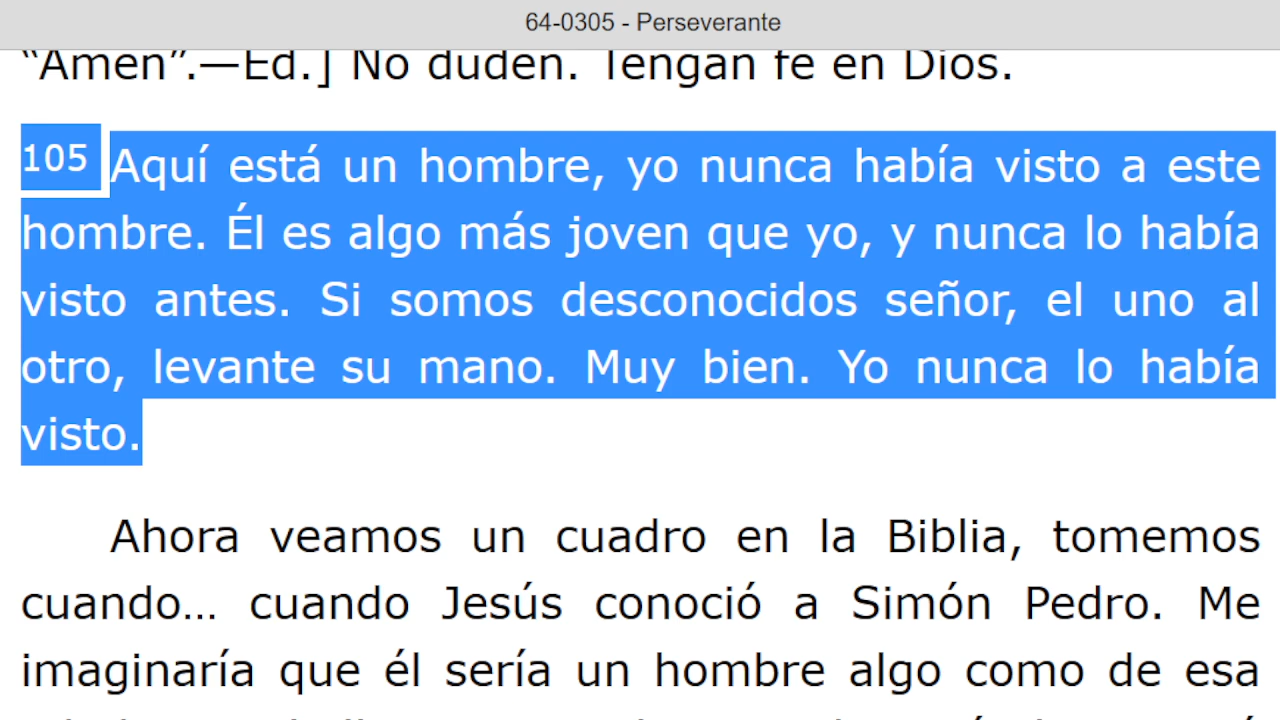 64-0305 - Perseverante
“Amén”.—Ed.] No duden. Tengan fe en Dios.
105 Aquí está un hombre, yo nunca había visto a este
hombre. Él es algo más joven que yo, y nunca lo había
visto antes. Si somos desconocidos señor, el uno al
otro, levante su mano. Muy bien. Yo nunca lo había
visto.
Ahora veamos un cuadro en la Biblia, tomemos
cuando… cuando Jesús conoció a Simón Pedro. Me
imaginaría que él sería un hombre algo como de esa